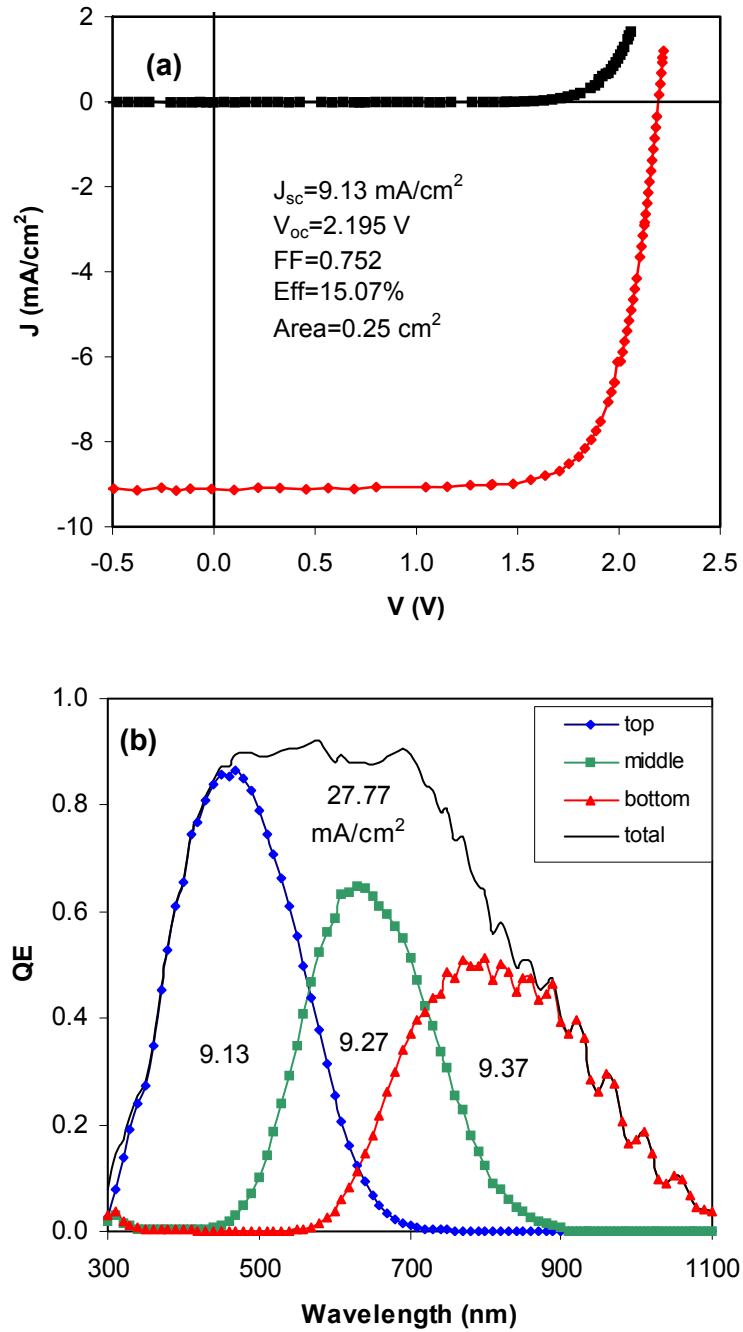 2
0
-2
-4
-6
-8
-10
J (mA/cm²)
(a)
J_sc=9.13 mA/cm²
V_oc=2.195 V
FF=0.752
Eff=15.07%
Area=0.25 cm²
-0.5 0.0 0.5 1.0 1.5 2.0 2.5
V (V)
1.0
0.8
0.6
0.4
0.2
0.0
QE
(b)
top
middle
bottom
total
27.77
mA/cm²
9.13
9.27
9.37
300 500 700 900 1100
Wavelength (nm)